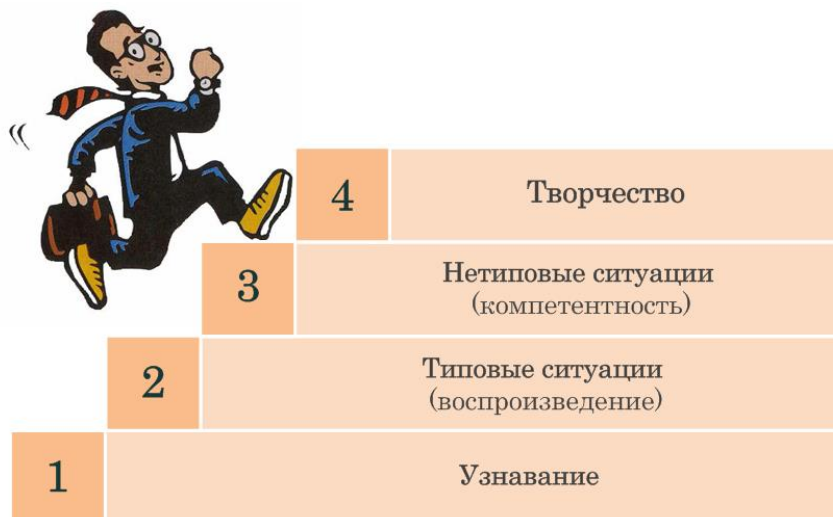 4 Творчество
3 Нетиповые ситуации
(компетентность)
2 Типовые ситуации
(воспроизведение)
1 Узнавание